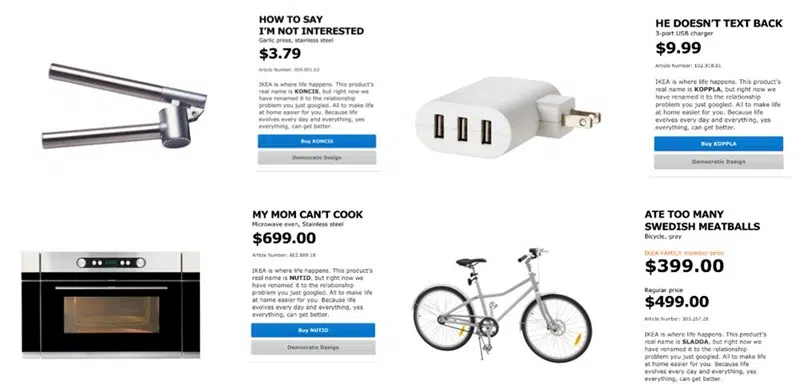 HOW TO SAY
I'M NOT INTERESTED
Garlic press, stainless steel
$3.79
Article Number:
IKEA is where life happens. This product's
real name is KONCIS, but right now we
have renamed it to the relationship
problem you just googled. All to make life
at home easier for you. Because life
evolves every day and everything, yes
everything, can get better.
Buy KONCIS
Democratic Design
HE DOESN'T TEXT BACK
3-port USB charger
$9.99
Article Number:
IKEA is where life happens. This product's
real name is KOPPLA, but right now we
have renamed it to the relationship
problem you just googled. All to make life
at home easier for you. Because life
evolves every day and everything, yes
everything, can get better.
Buy KOPPLA
Democratic Design
MY MOM CAN'T COOK
Microwave oven, Stainless steel
$699.00
Article Number:
IKEA is where life happens. This product's
real name is NUTID, but right now we
have renamed it to the relationship
problem you just googled. All to make life
at home easier for you. Because life
evolves every day and everything, yes
everything, can get better.
Buy NUTID
Democratic Design
ATE TOO MANY
SWEDISH MEATBALLS
Bicycle, gray
IKEA FAMILY member price
$399.00
Regular price
$499.00
Article Number:
IKEA is where life happens. This product's
real name is SLADDA, but right now we
have renamed it to the relationship
problem you just googled. All to make life
at home easier for you. Because life
evolves every day and everything, yes
everything, can get better.